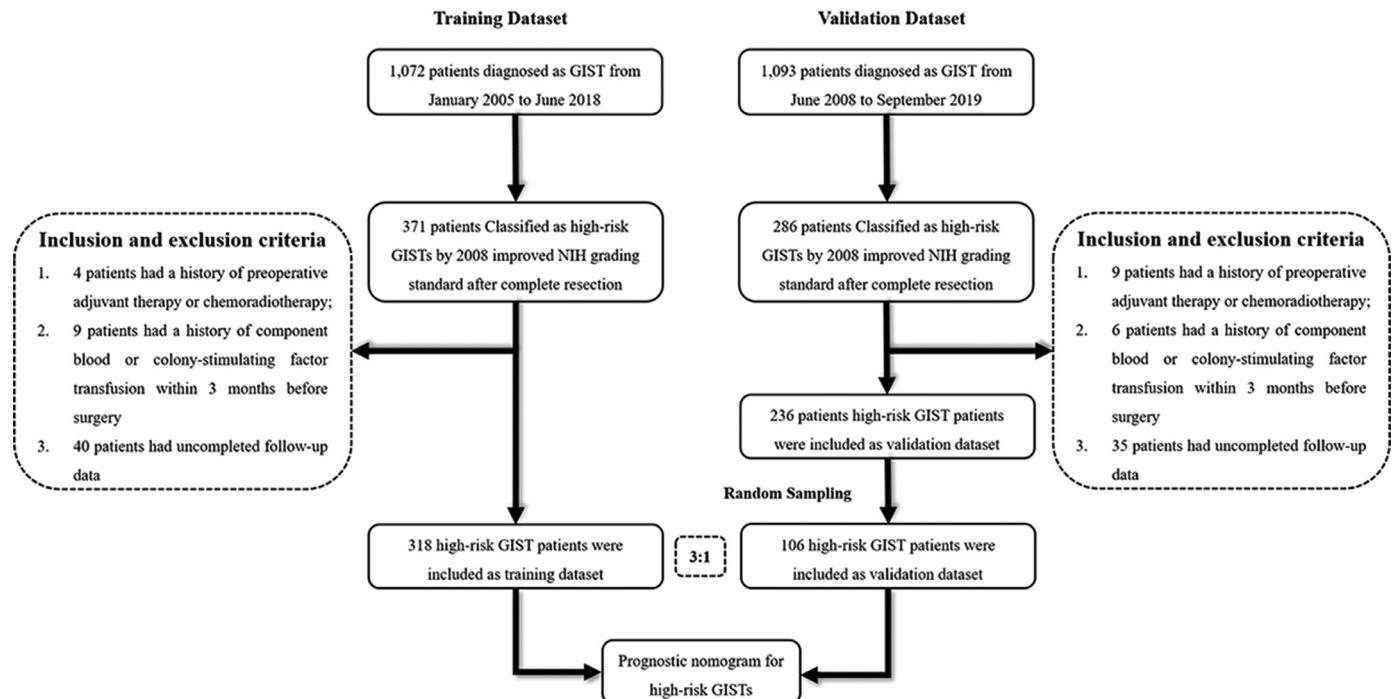 Training Dataset
Validation Dataset
1,072 patients diagnosed as GIST from
January 2005 to June 2018
1,093 patients diagnosed as GIST from
June 2008 to September 2019
371 patients Classified as high-risk
GISTs by 2008 improved NIH grading
standard after complete resection
286 patients Classified as high-risk
GISTs by 2008 improved NIH grading
standard after complete resection
Inclusion and exclusion criteria
1. 4 patients had a history of preoperative
adjuvant therapy or chemoradiotherapy;
2. 9 patients had a history of component
blood or colony-stimulating factor
transfusion within 3 months before
surgery
3. 40 patients had uncompleted follow-up
data
Inclusion and exclusion criteria
1. 9 patients had a history of preoperative
adjuvant therapy or chemoradiotherapy;
2. 6 patients had a history of component
blood or colony-stimulating factor
transfusion within 3 months before
surgery
3. 35 patients had uncompleted follow-up
data
236 patients high-risk GIST patients
were included as validation dataset
Random Sampling
318 high-risk GIST patients were
included as training dataset
3:1
106 high-risk GIST patients were
included as validation dataset
Prognostic nomogram for
high-risk GISTs